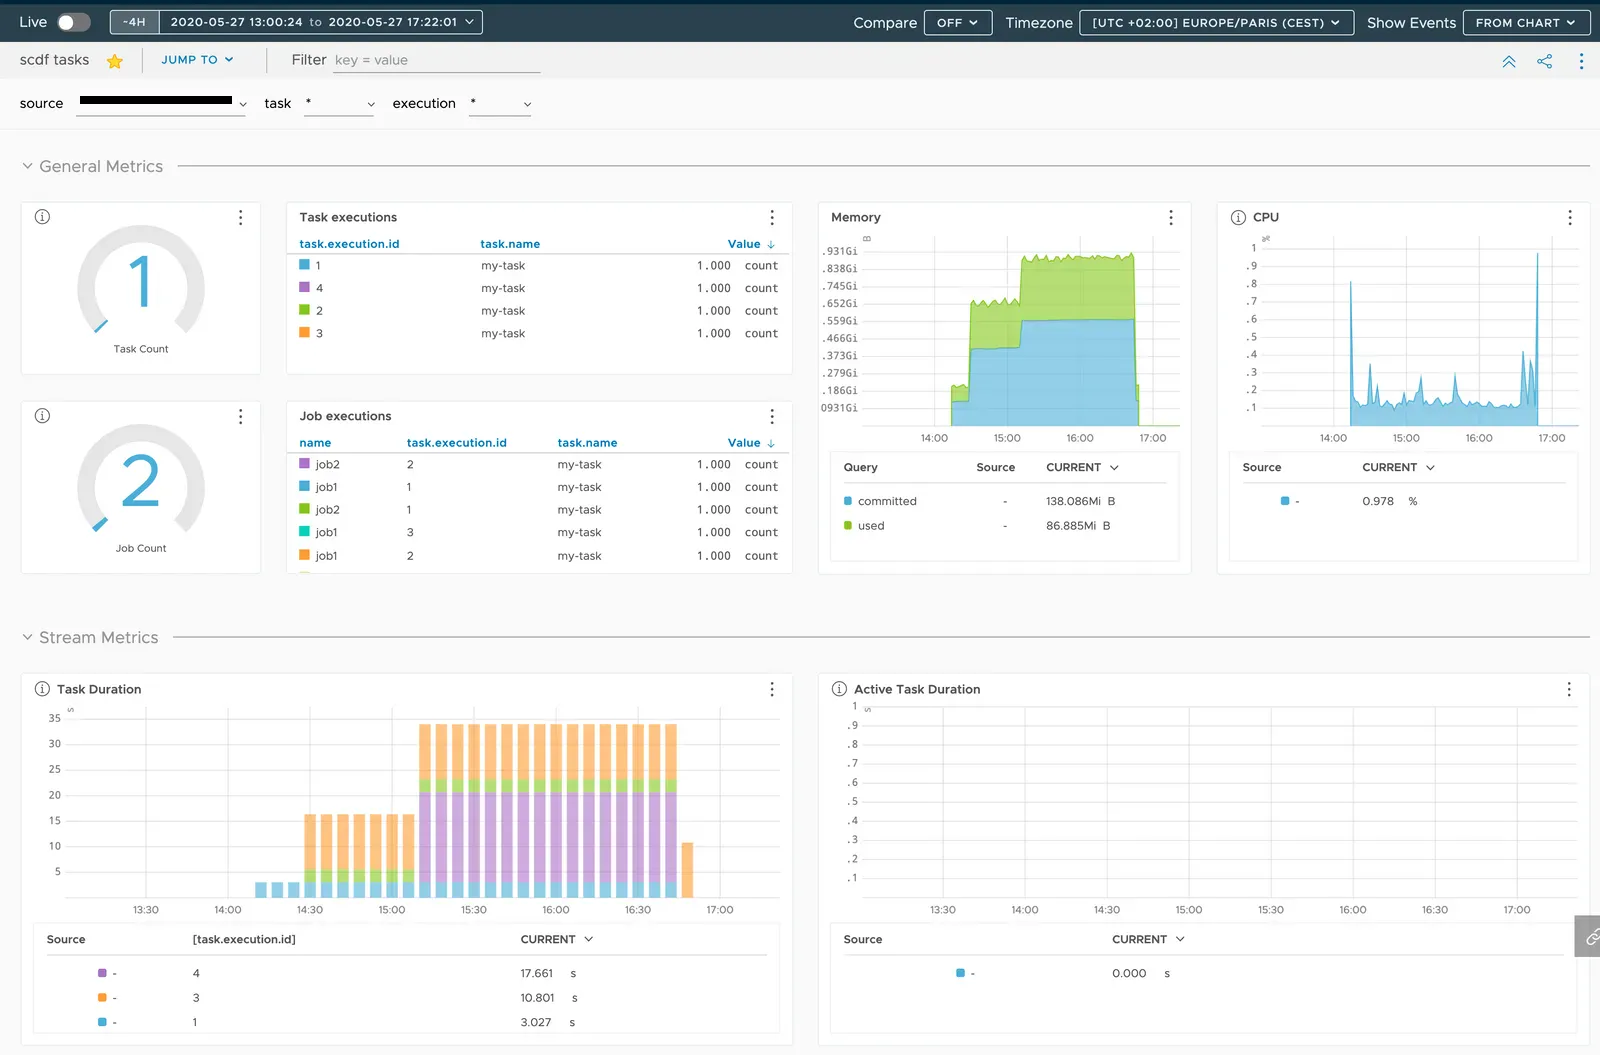 Live -4H 2020-05-27 13:00:24 to 2020-05-27 17:22:01 Compare OFF Timezone [UTC +02:00] EUROPE/PARIS (CEST) Show Events FROM CHART
scdf tasks JUMP TO Filter key = value
source task * execution *
General Metrics
1
Task Count
Task executions
task.execution.id task.name Value ↓
1 my-task 1.000 count
4 my-task 1.000 count
2 my-task 1.000 count
3 my-task 1.000 count
2
Job Count
Job executions
name task.execution.id task.name Value ↓
job2 2 my-task 1.000 count
job1 1 my-task 1.000 count
job2 1 my-task 1.000 count
job1 3 my-task 1.000 count
job1 2 my-task 1.000 count
Memory
B
.931Gi
.838Gi
.745Gi
.652Gi
.559Gi
.466Gi
.373Gi
.279Gi
.186Gi
0931Gi
14:00 15:00 16:00 17:00
Query Source CURRENT
committed - 138.086Mi B
used - 86.885Mi B
CPU
%
1
.9
.8
.7
.6
.5
.4
.3
.2
.1
14:00 15:00 16:00 17:00
Source CURRENT
- 0.978 %
Stream Metrics
Task Duration
s
35
30
25
20
15
10
5
13:30 14:00 14:30 15:00 15:30 16:00 16:30 17:00
Source [task.execution.id] CURRENT
- 4 17.661 s
- 3 10.801 s
- 1 3.027 s
Active Task Duration
s
1
.9
.8
.7
.6
.5
.4
.3
.2
.1
13:30 14:00 14:30 15:00 15:30 16:00 16:30 17:00
Source CURRENT
- 0.000 s